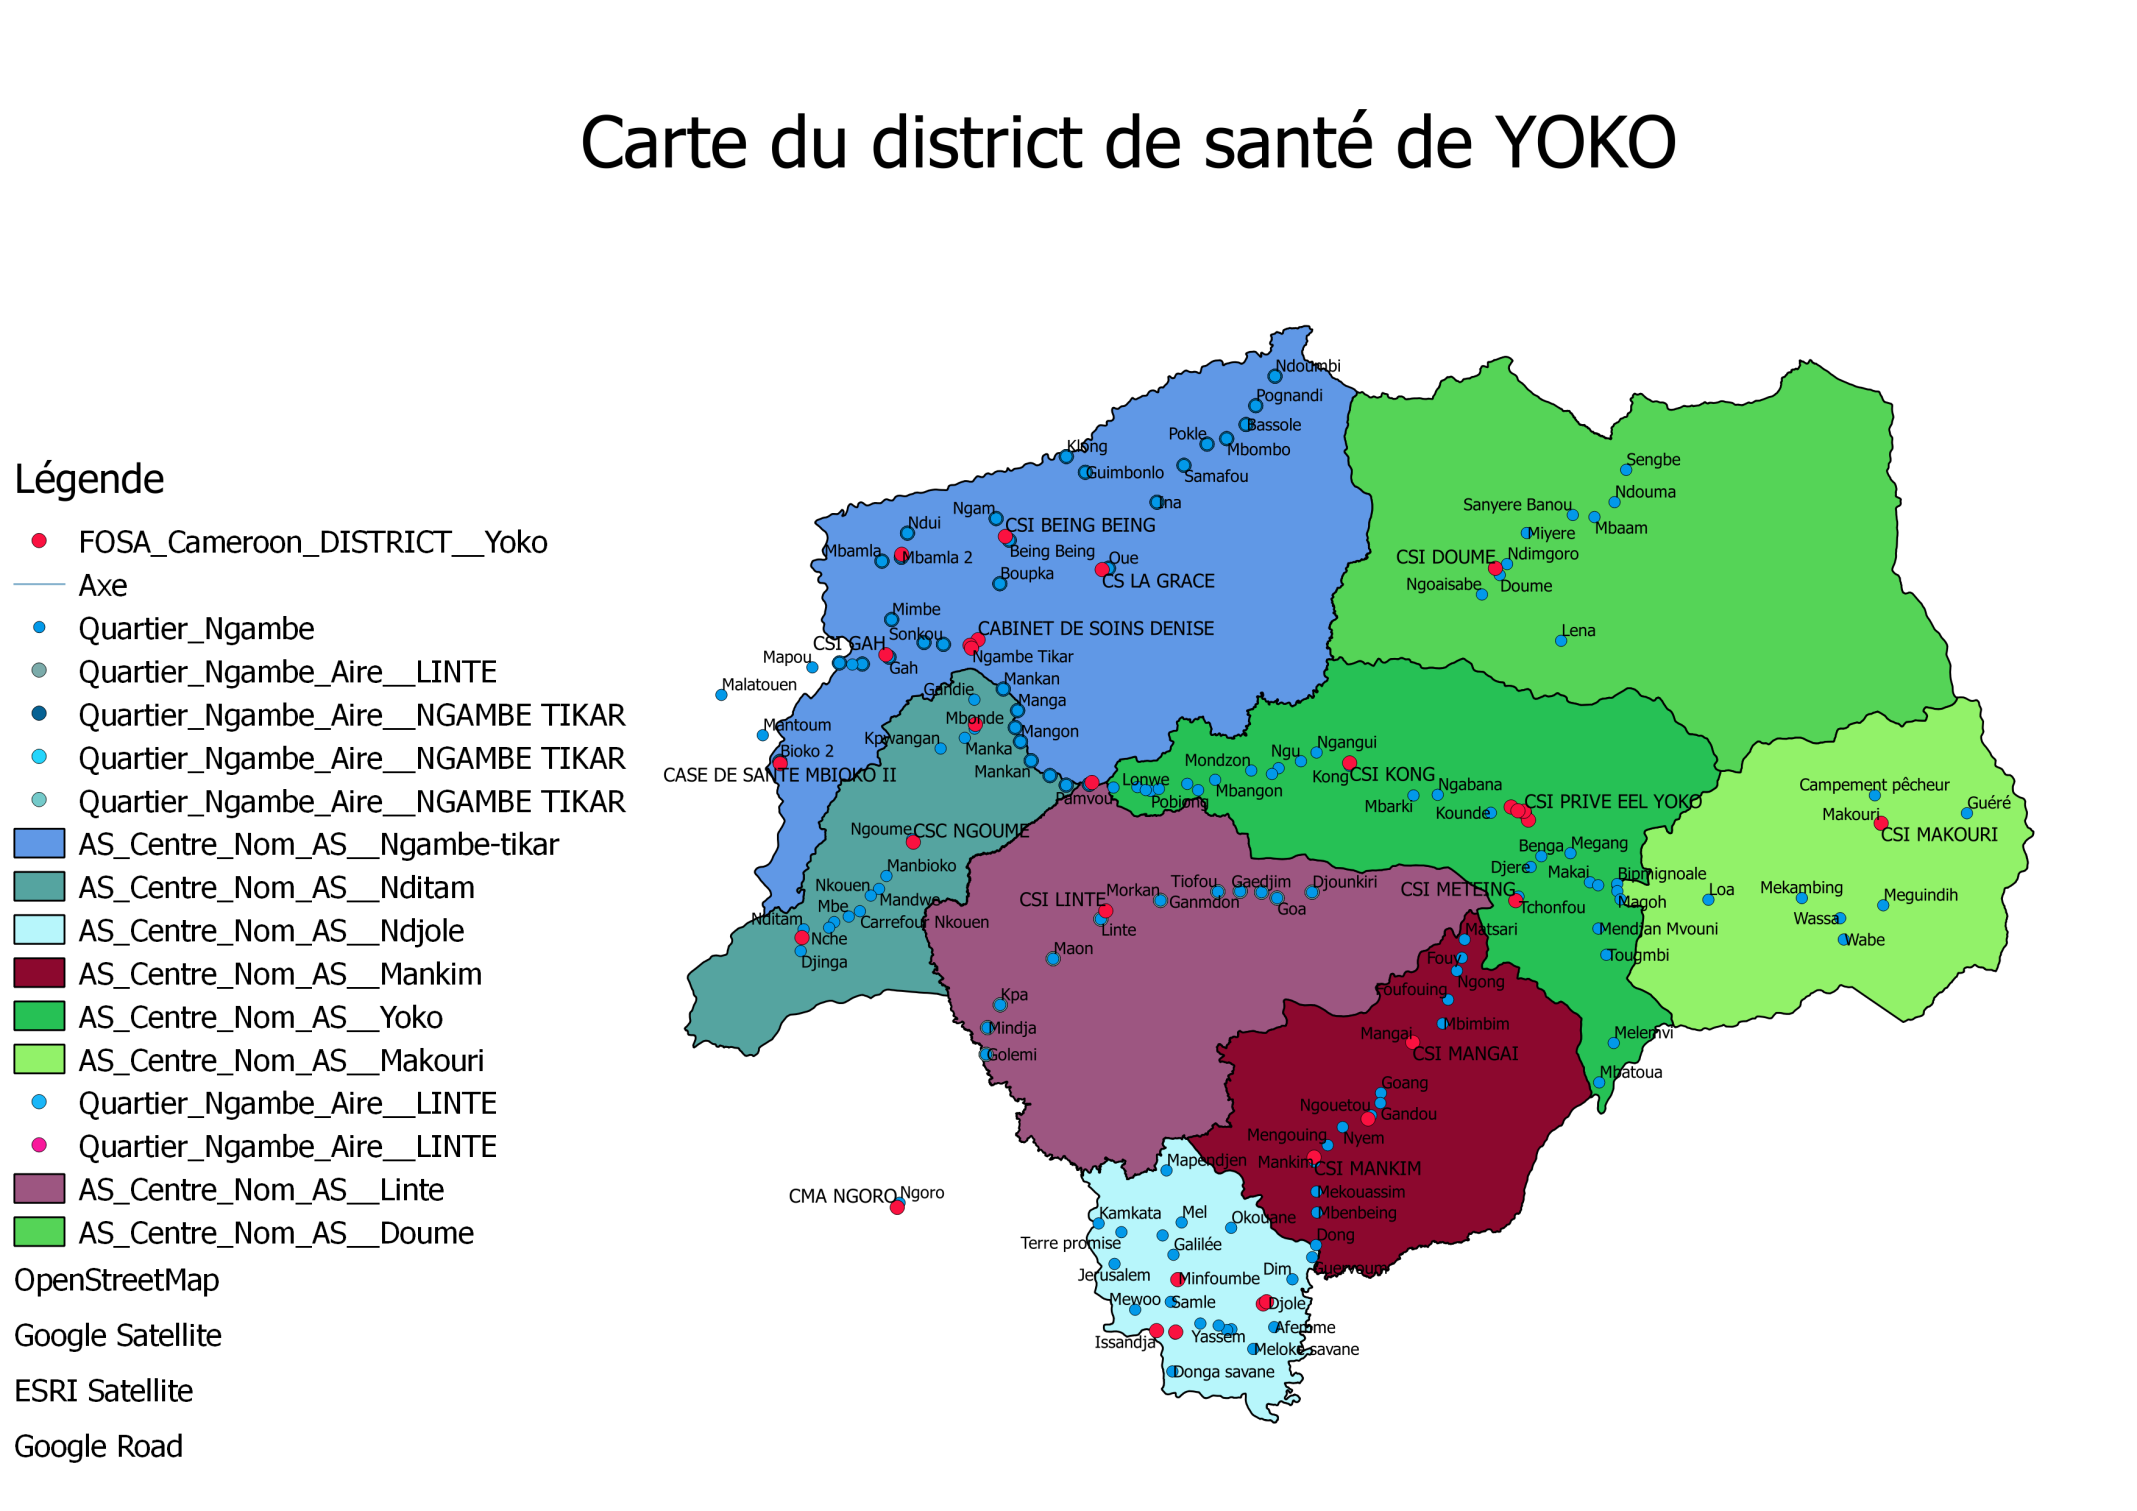 Carte du district de santé de YOKO
Légende
FOSA_Cameroon_DISTRICT__Yoko
Axe
Quartier_Ngambe
Quartier_Ngambe_Aire__LINTE
Quartier_Ngambe_Aire__NGAMBE TIKAR
Quartier_Ngambe_Aire__NGAMBE TIKAR
Quartier_Ngambe_Aire__NGAMBE TIKAR
AS_Centre_Nom_AS__Ngambe-tikar
AS_Centre_Nom_AS__Nditam
AS_Centre_Nom_AS__Ndjole
AS_Centre_Nom_AS__Mankim
AS_Centre_Nom_AS__Yoko
AS_Centre_Nom_AS__Makouri
Quartier_Ngambe_Aire__LINTE
Quartier_Ngambe_Aire__LINTE
AS_Centre_Nom_AS__Linte
AS_Centre_Nom_AS__Doume
OpenStreetMap
Google Satellite
ESRI Satellite
Google Road
Ndoumbi
Pognandi
Bassole
Pokle
Mbombo
Klong
Guimbonlo
Samafou
Ina
Ngam
CSI BEING BEING
Ndui
Being Being
Mbamla
Mbamla 2
Oue
Boupka
CS LA GRACE
Mimbe
Sonkou
CABINET DE SOINS DENISE
CSI GAH
Mapou
Gah
Ngambe Tikar
Malatouen
Mankan
Gandie
Manga
Mbonde
Mantoum
Mangon
Kpwangan
Manka
Bioko 2
Mankan
CASE DE SANTE MBIOKO II
Pamvou
Lonwe
Pobiong
Mondzon
Mbangon
Ngu
Ngangui
Kong
CSI KONG
Mbarki
Ngabana
Kounde
CSI PRIVE EEL YOKO
Sengbe
Ndouma
Sanyere Banou
Mbaam
Miyere
Ndimgoro
CSI DOUME
Ngoaisabe
Doume
Lena
Campement pêcheur
Guéré
Makouri
CSI MAKOURI
Loa
Mekambing
Meguindih
Wassa
Wabe
Benga
Megang
Djere
Makai
Bipmignoale
Magoh
CSI METEING
Tchonfou
Mendjan Mvouni
Tougmbi
Melemvi
Mbatoua
Ngoume
CSC NGOUME
Manbioko
Nkouen
Mandwe
Mbe
Carrefour Nkouen
Nditam
Nche
Djinga
CSI LINTE
Morkan
Tiofou
Gaedjim
Djounkiri
Ganmdon
Goa
Linte
Maon
Kpa
Mindja
Golemi
Matsari
Fouy
Ngong
Foufouing
Mbimbim
Mangai
CSI MANGAI
Goang
Ngouetou
Gandou
Mengouing
Nyem
Mankim
CSI MANKIM
Mekouassim
Mbenbeing
Dong
Guervoum
CMA NGORO
Ngoro
Mapendjen
Kamkata
Mel
Okouane
Terre promise
Galilée
Jerusalem
Minfoumbe
Dim
Mewoo
Samle
Djole
Issandja
Yassem
Meloke savane
Donga savane